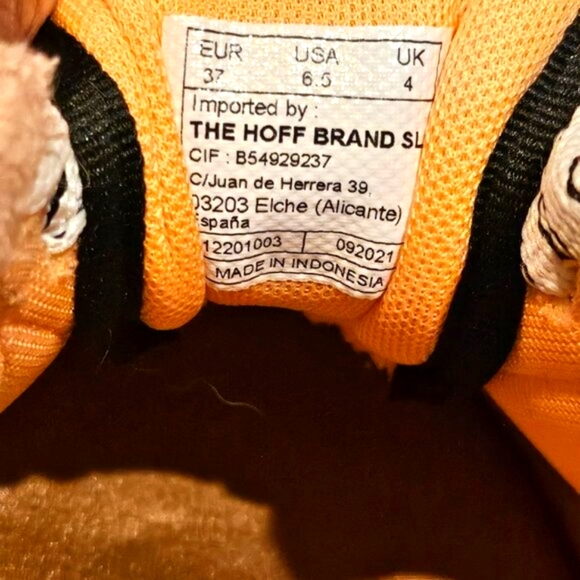 EUR USA UK
37 6.5 4
Imported by :
THE HOFF BRAND SL
CIF : B54929237
C/Juan de Herrera 39,
03203 Elche (Alicante)
España
12201003 092021
MADE IN INDONESIA